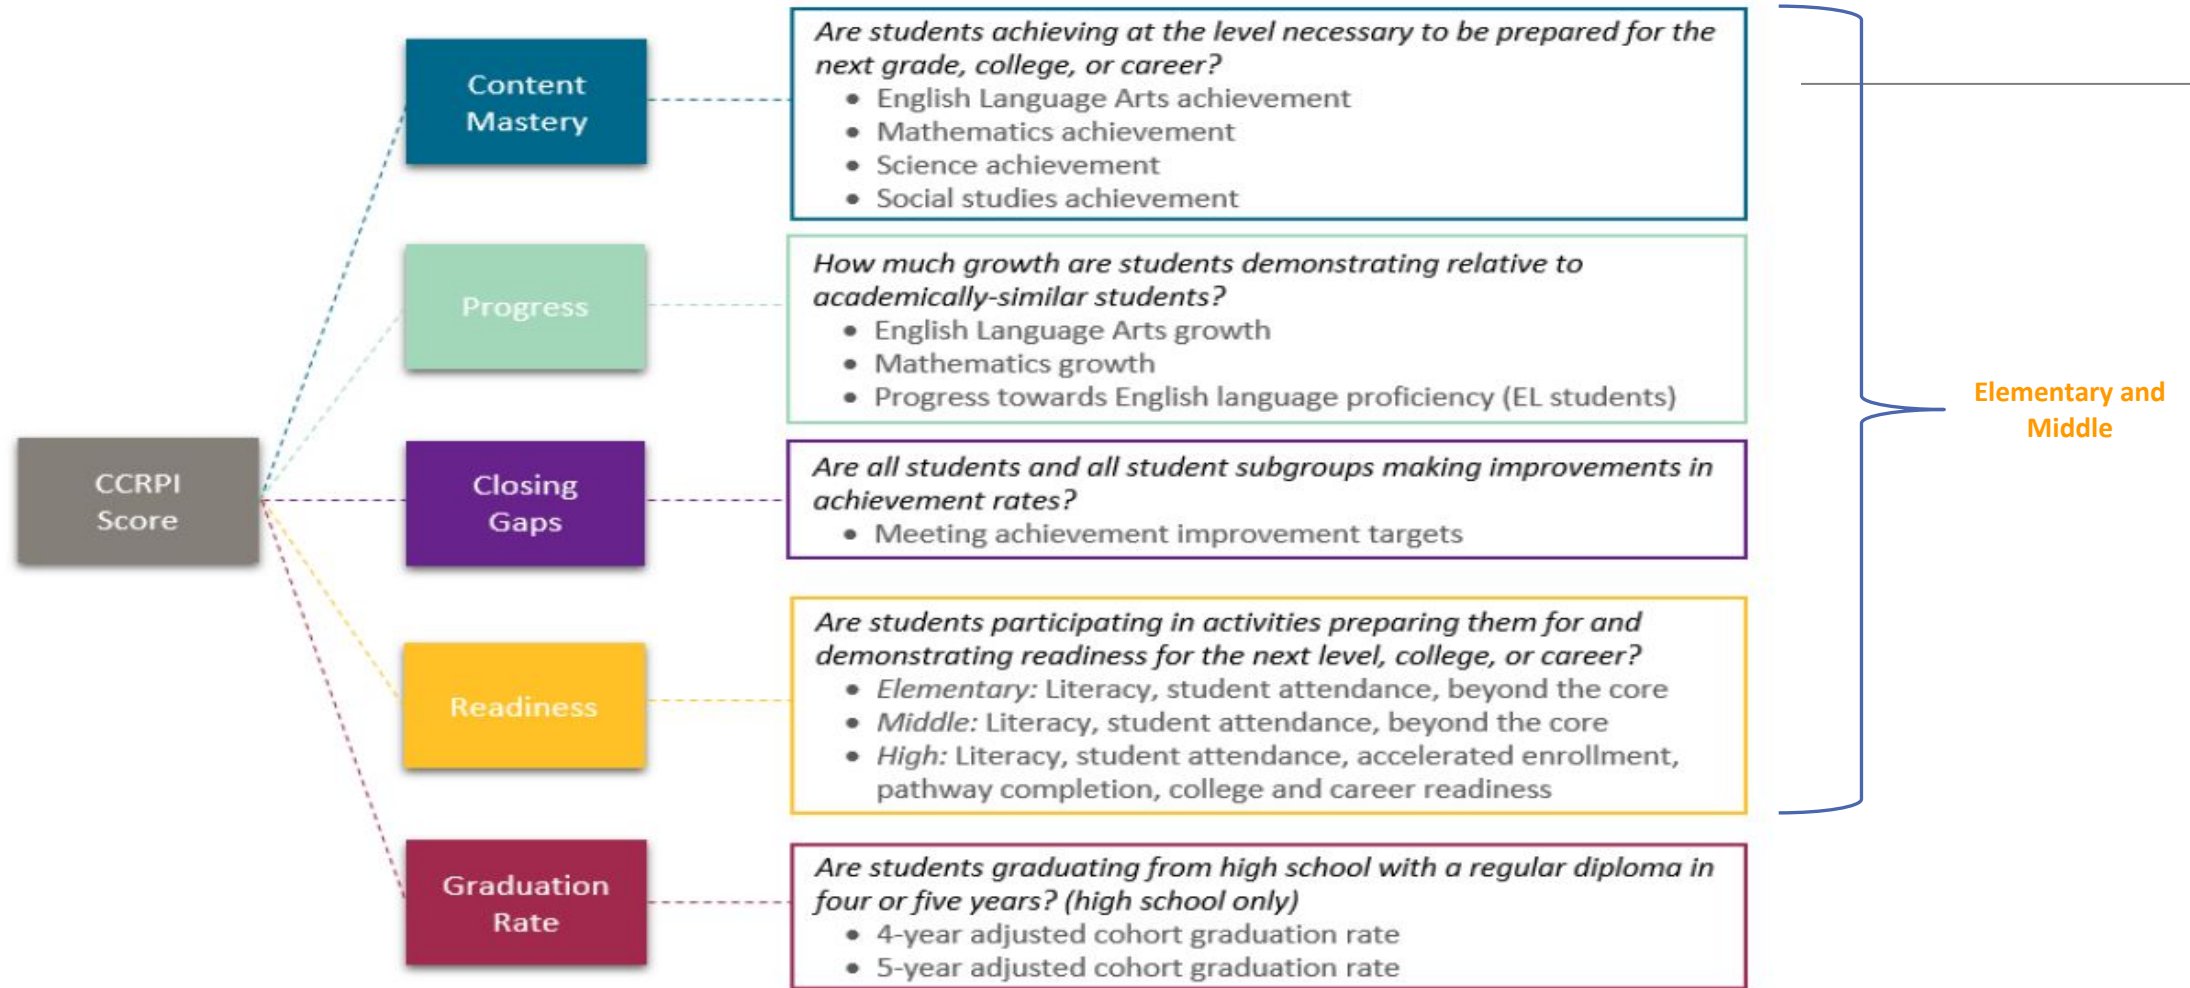 CCRPI
Score
Content
Mastery
Are students achieving at the level necessary to be prepared for the
next grade, college, or career?
• English Language Arts achievement
• Mathematics achievement
• Science achievement
• Social studies achievement
Progress
How much growth are students demonstrating relative to
academically-similar students?
• English Language Arts growth
• Mathematics growth
• Progress towards English language proficiency (EL students)
Closing
Gaps
Are all students and all student subgroups making improvements in
achievement rates?
• Meeting achievement improvement targets
Readiness
Are students participating in activities preparing them for and
demonstrating readiness for the next level, college, or career?
• Elementary: Literacy, student attendance, beyond the core
• Middle: Literacy, student attendance, beyond the core
• High: Literacy, student attendance, accelerated enrollment,
pathway completion, college and career readiness
Graduation
Rate
Are students graduating from high school with a regular diploma in
four or five years? (high school only)
• 4-year adjusted cohort graduation rate
• 5-year adjusted cohort graduation rate
Elementary and
Middle